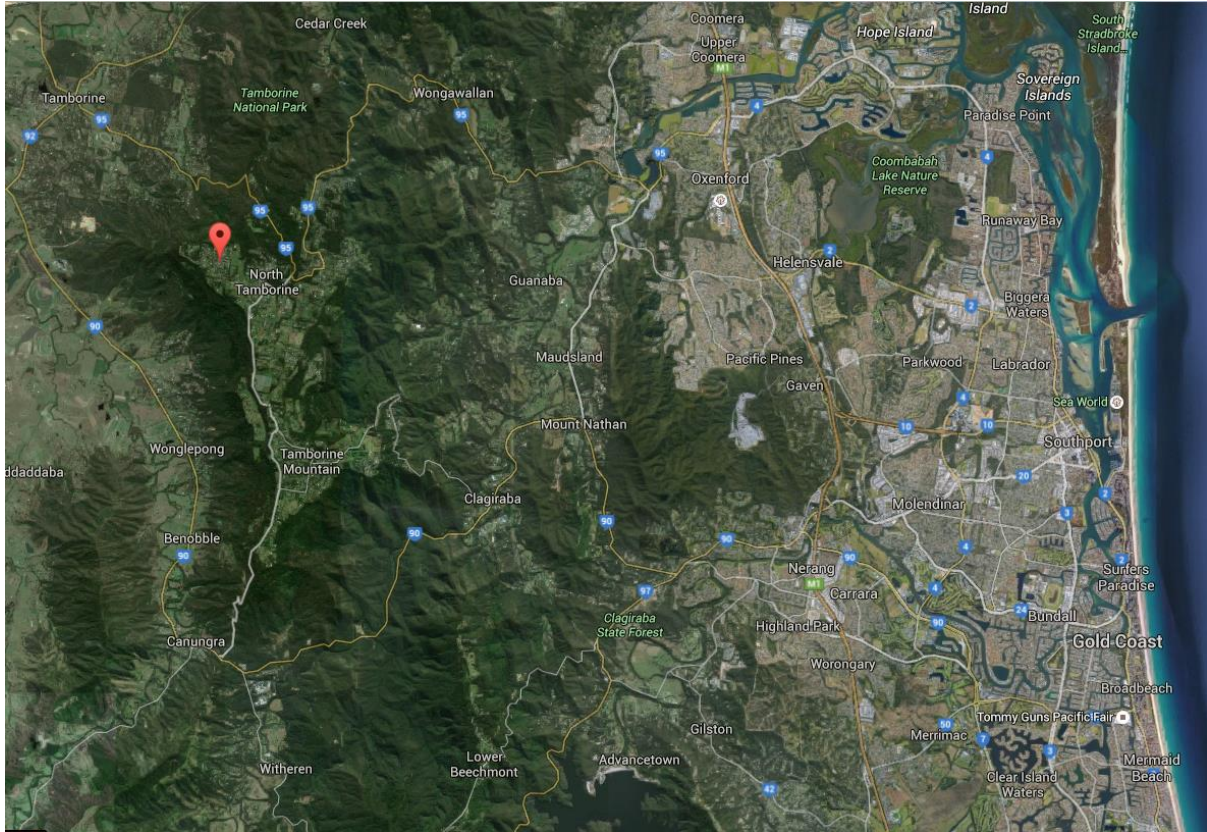 Island
South
Stradbroke
Island...
Coomera
Cedar Creek
Hope Island
Upper
Coomera
M1
Sovereign
Islands
Tamborine
National Park
Wongawallan
Tamborine
4
95
95
92
95
Paradise Point
95
4
Coombabah
Lake Nature
Reserve
Oxenford
95
95
Runaway Bay
95
2
Helensvale
North
Tamborine
Guanaba
Biggera
Waters
2
90
Maudsland
Pacific Pines
Parkwood
Labrador
Gaven
4
Sea World
Mount Nathan
10
10
Southport
Wonglepong
Tamborine
Mountain
ddaddaba
20
Clagiraba
2
Molendinar
3
90
90
90
Benobble
90
4
90
2
Nerang
Surfers
Paradise
M1
97
4
Carrara
24
Bundall
Clagiraba
State Forest
90
Highland Park
Canungra
Gold Coast
Worongary
Broadbeach
Tommy Guns Pacific Fair
50
Gilston
Merrimac
7
3
Lower
Beechmont
Advancetown
Mermaid
Beach
Witheren
Clear Island
Waters
42